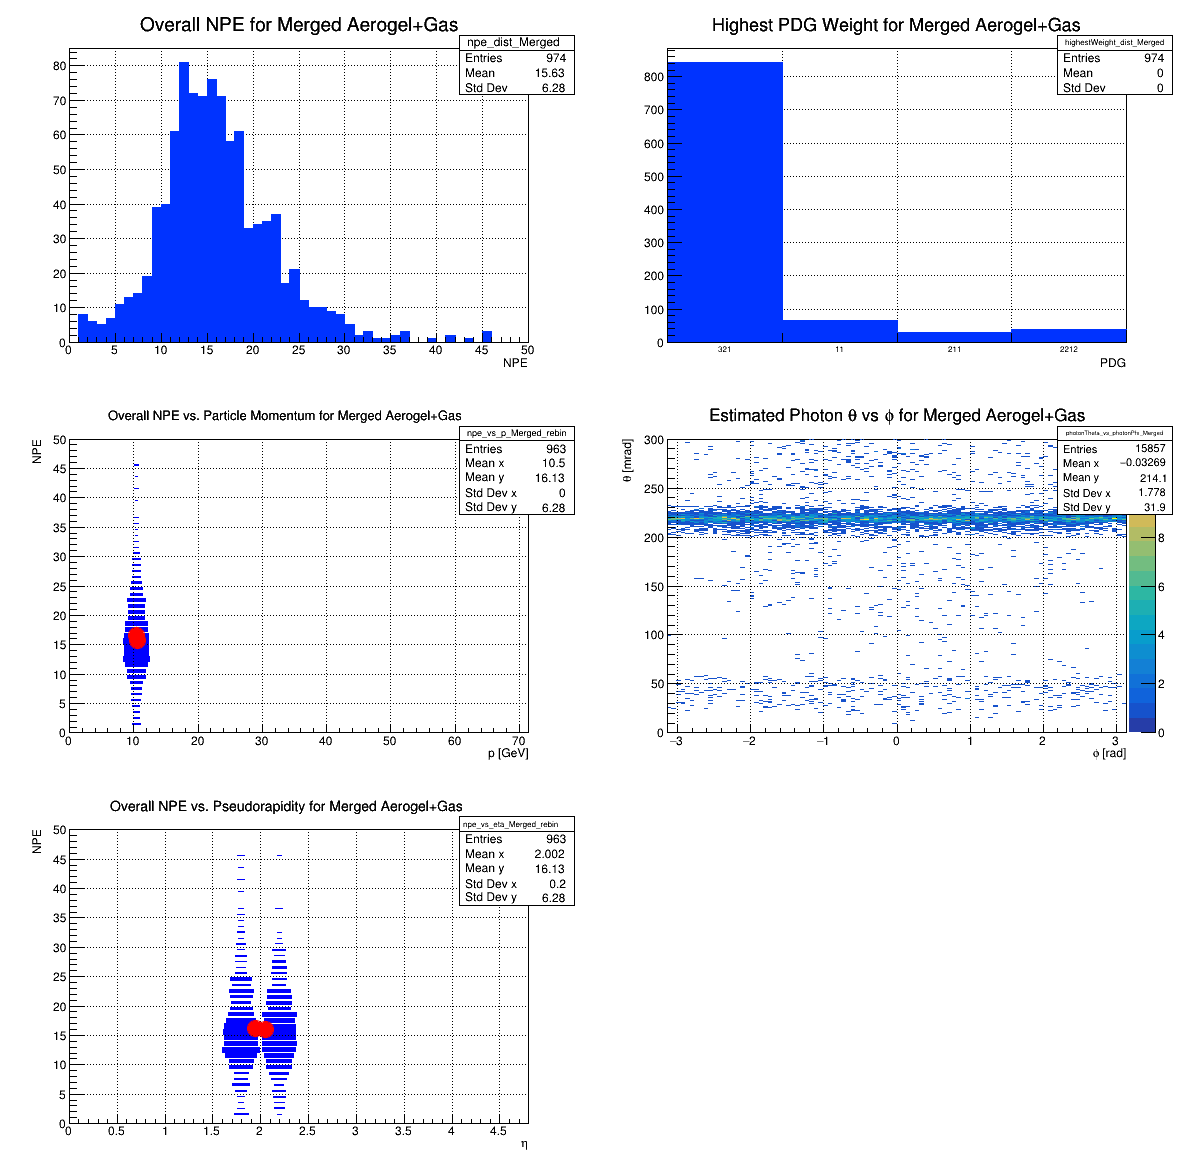 Overall NPE for Merged Aerogel+Gas
npe_dist_Merged
Entries 974
Mean 15.63
Std Dev 6.28
80
70
60
50
40
30
20
10
0
0 5 10 15 20 25 30 35 40 45 50
NPE
Highest PDG Weight for Merged Aerogel+Gas
highestWeight_dist_Merged
Entries 974
Mean 0
Std Dev 0
800
700
600
500
400
300
200
100
0
321 11 211 2212
PDG
Overall NPE vs. Particle Momentum for Merged Aerogel+Gas
npe_vs_p_Merged_rebin
Entries 963
Mean x 10.5
Mean y 16.13
Std Dev x 0
Std Dev y 6.28
NPE
50
45
40
35
30
25
20
15
10
5
0
0 10 20 30 40 50 60 70
p [GeV]
Estimated Photon θ vs ϕ for Merged Aerogel+Gas
photonTheta_vs_photonPhi_Merged
Entries 15857
Mean x −0.03269
Mean y 214.1
Std Dev x 1.778
Std Dev y 31.9
θ [mrad]
300
250
200
150
100
50
0
−3 −2 −1 0 1 2 3
ϕ [rad]
8
6
4
2
0
Overall NPE vs. Pseudorapidity for Merged Aerogel+Gas
npe_vs_eta_Merged_rebin
Entries 963
Mean x 2.002
Mean y 16.13
Std Dev x 0.2
Std Dev y 6.28
NPE
50
45
40
35
30
25
20
15
10
5
0
0 0.5 1 1.5 2 2.5 3 3.5 4 4.5
η